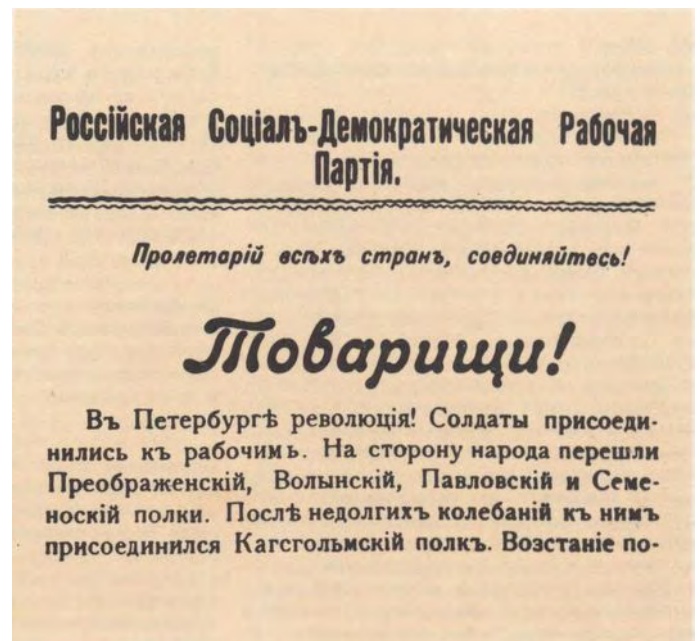 Россійская Соціалъ-Демократическая Рабочая
Партія.
Пролетарій всѣхъ странъ, соединяйтесь!
Товарищи!
Въ Петербургѣ революція! Солдаты присоеди-
нились къ рабочимъ. На сторону народа перешли
Преображенскій, Волынскій, Павловскій и Семе-
носкій полки. Послѣ недолгихъ колебаній къ нимъ
присоединился Кагсгольмскій полкъ. Возстаніе по-